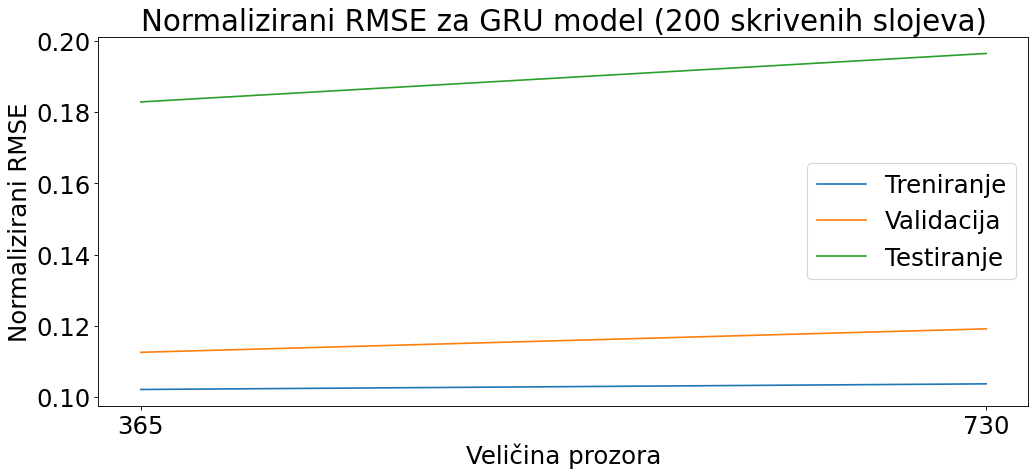 Normalizirani RMSE za GRU model (200 skrivenih slojeva)
Normalizirani RMSE
0.20
0.18
0.16
0.14
0.12
0.10
Treniranje
Validacija
Testiranje
365
730
Veličina prozora